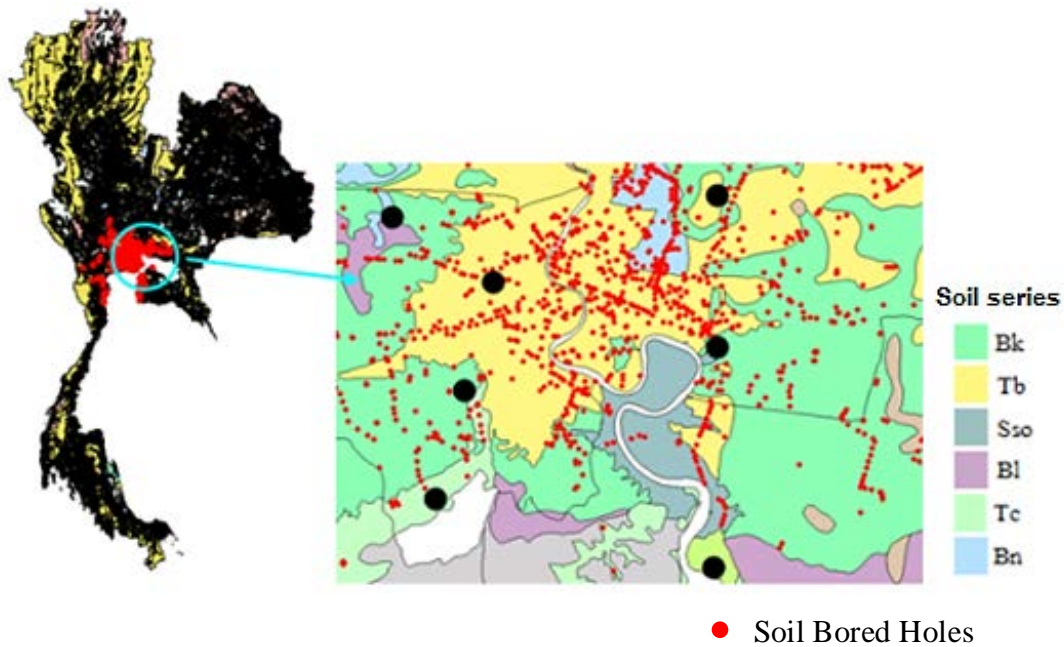 Soil series
Bk
Tb
Sso
Bl
Tc
Bn
Soil Bored Holes